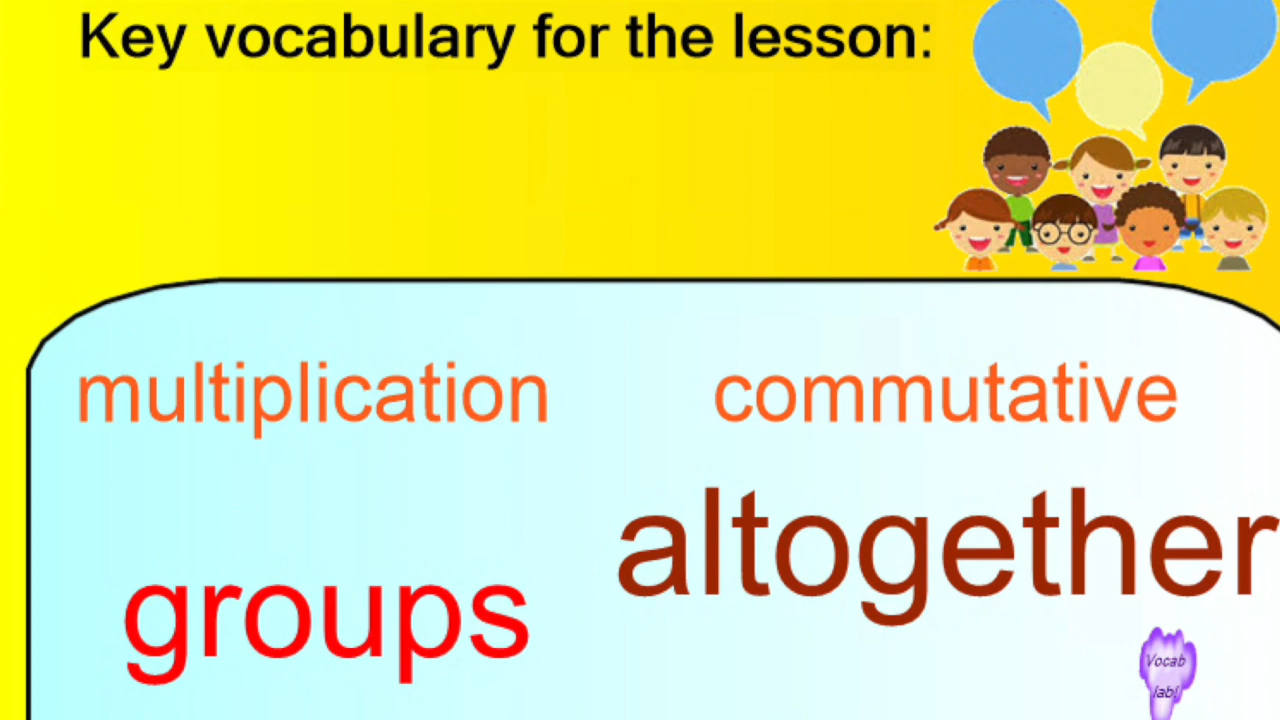 Key vocabulary for the lesson:
multiplication commutative
altogether
groups
Vocab
lab!